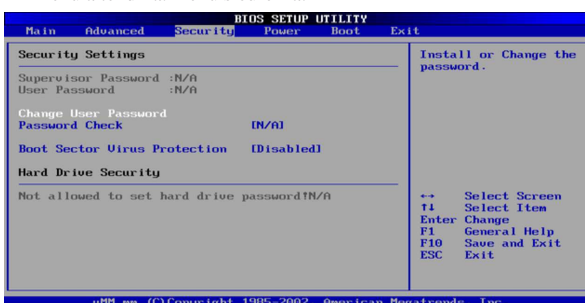 BIOS SETUP UTILITY
Main Advanced Security Power Boot Exit
Security Settings
Supervisor Password :N/A
User Password :N/A
Change User Password
Password Check [N/A]
Boot Sector Virus Protection [Disabled]
Hard Drive Security
Not allowed to set hard drive password!N/A
Install or Change the
password.
↔ Select Screen
↑↓ Select Item
Enter Change
F1 General Help
F10 Save and Exit
ESC Exit
(C)Copyright 1985-2002, American Megatrends, Inc.